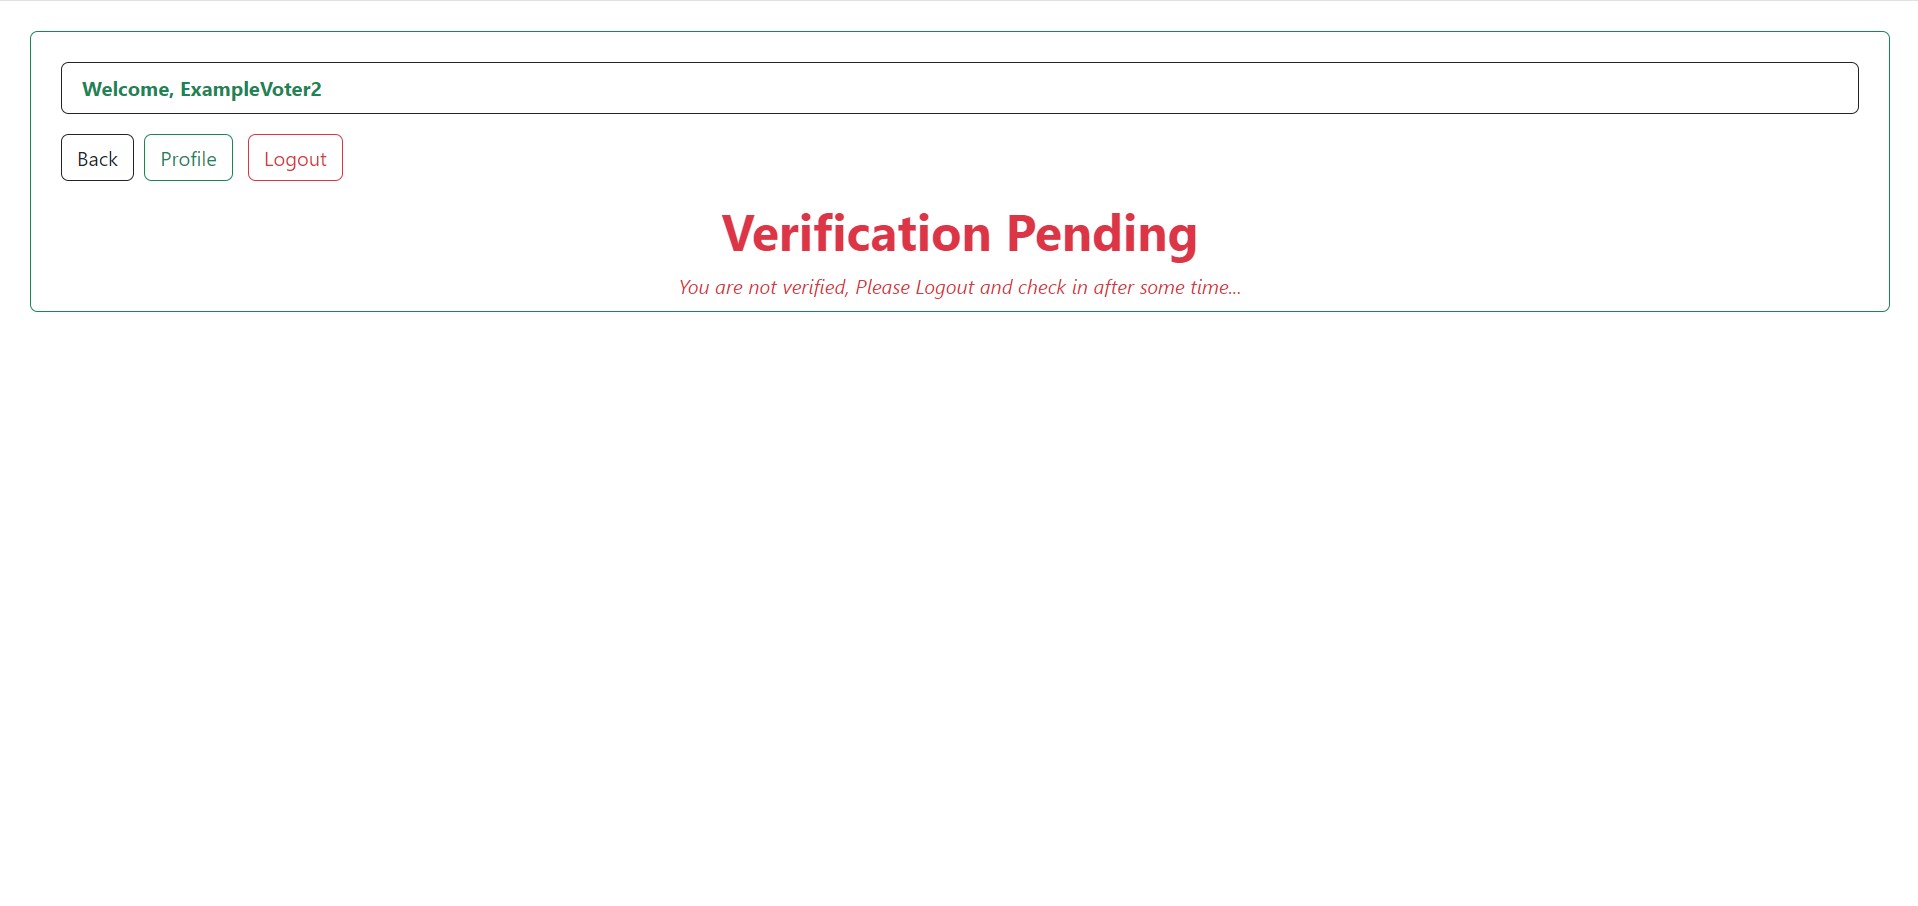 Welcome, ExampleVoter2
Back Profile Logout
Verification Pending
You are not verified, Please Logout and check in after some time...